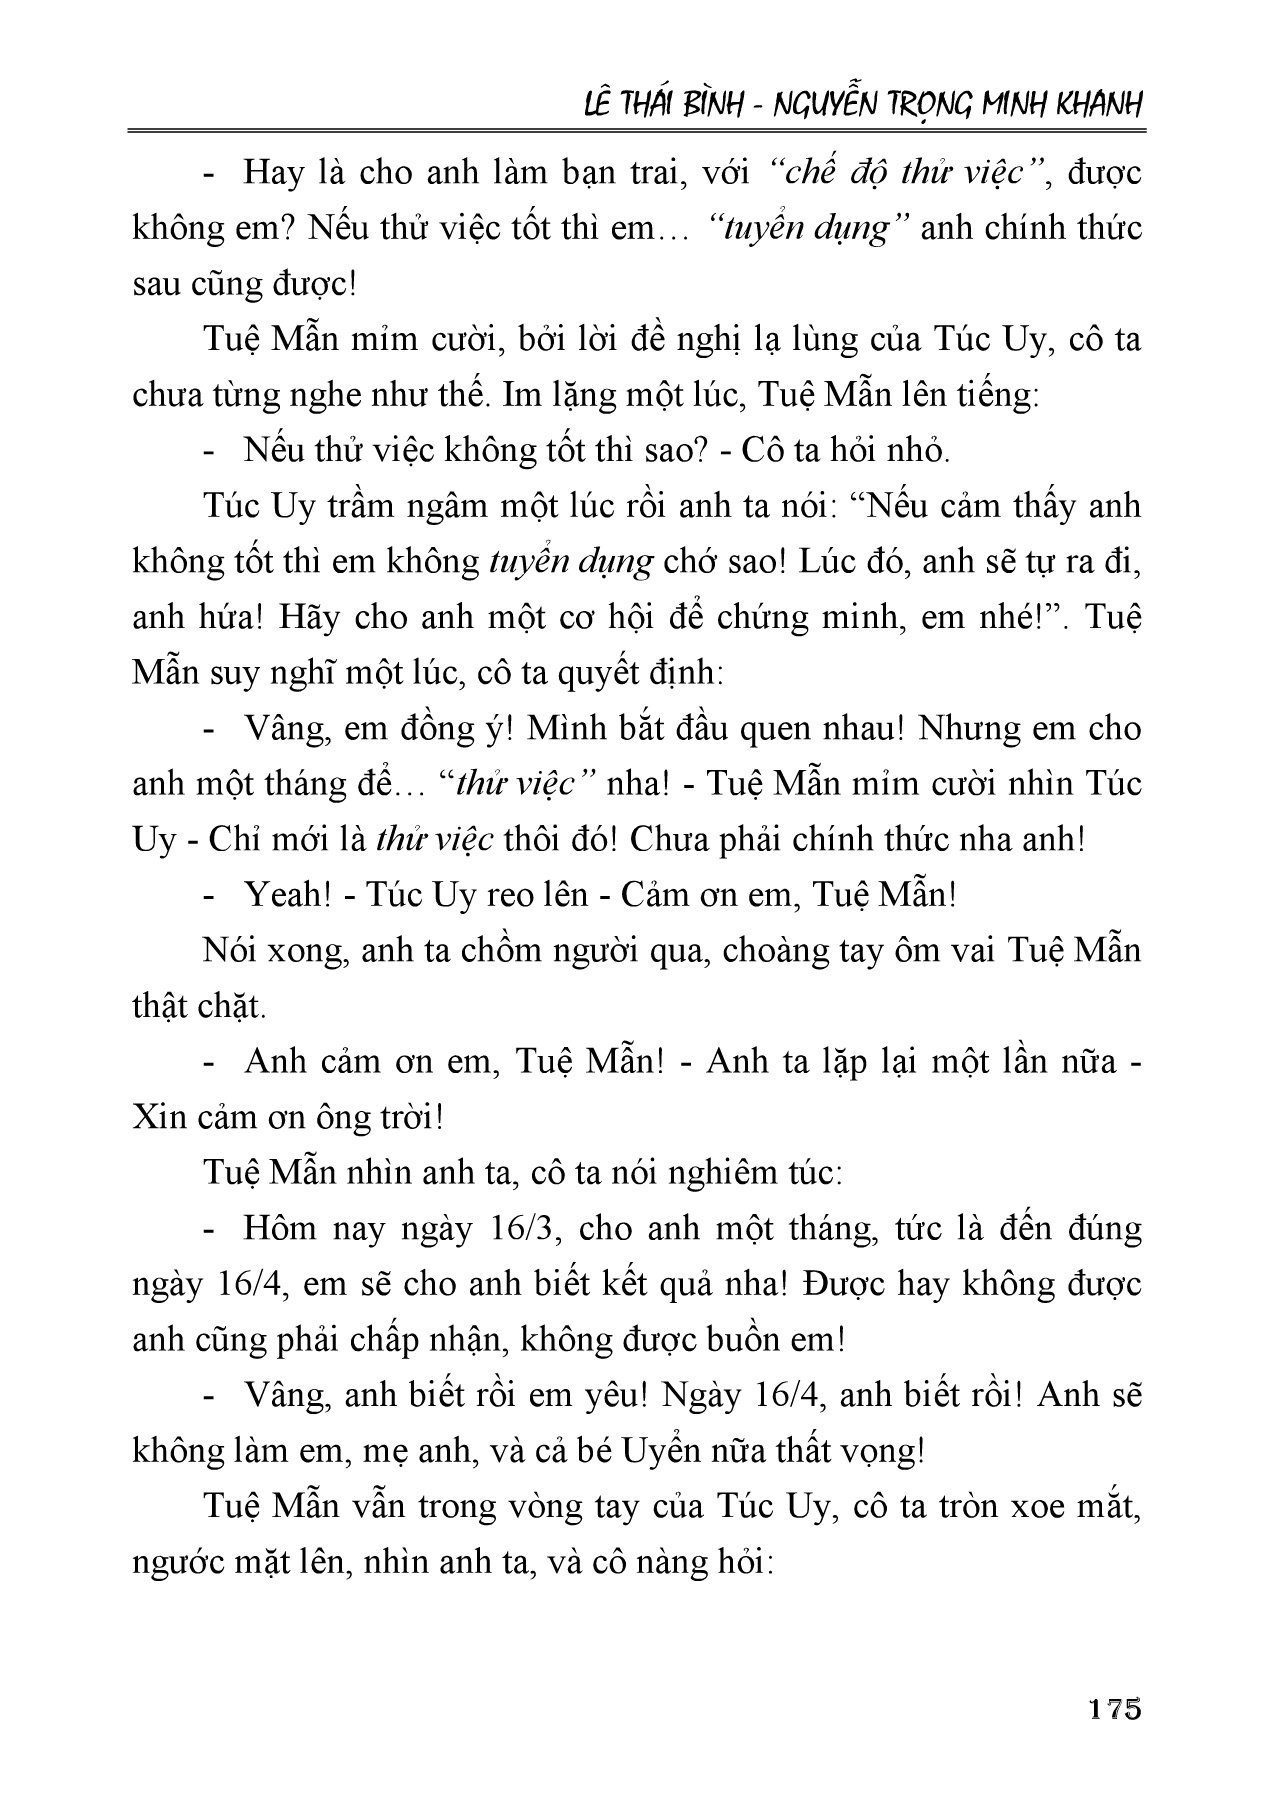 LÊ THÁI BÌNH - NGUYỄN TRỌNG MINH KHANH
- Hay là cho anh làm bạn trai, với “chế độ thử việc”, được
không em? Nếu thử việc tốt thì em… “tuyển dụng” anh chính thức
sau cũng được!
Tuệ Mẫn mỉm cười, bởi lời đề nghị lạ lùng của Túc Uy, cô ta
chưa từng nghe như thế. Im lặng một lúc, Tuệ Mẫn lên tiếng:
- Nếu thử việc không tốt thì sao? - Cô ta hỏi nhỏ.
Túc Uy trầm ngâm một lúc rồi anh ta nói: “Nếu cảm thấy anh
không tốt thì em không tuyển dụng chớ sao! Lúc đó, anh sẽ tự ra đi,
anh hứa! Hãy cho anh một cơ hội để chứng minh, em nhé!”. Tuệ
Mẫn suy nghĩ một lúc, cô ta quyết định:
- Vâng, em đồng ý! Mình bắt đầu quen nhau! Nhưng em cho
anh một tháng để… “thử việc” nha! - Tuệ Mẫn mỉm cười nhìn Túc
Uy - Chỉ mới là thử việc thôi đó! Chưa phải chính thức nha anh!
- Yeah! - Túc Uy reo lên - Cảm ơn em, Tuệ Mẫn!
Nói xong, anh ta chồm người qua, choàng tay ôm vai Tuệ Mẫn
thật chặt.
- Anh cảm ơn em, Tuệ Mẫn! - Anh ta lặp lại một lần nữa -
Xin cảm ơn ông trời!
Tuệ Mẫn nhìn anh ta, cô ta nói nghiêm túc:
- Hôm nay ngày 16/3, cho anh một tháng, tức là đến đúng
ngày 16/4, em sẽ cho anh biết kết quả nha! Được hay không được
anh cũng phải chấp nhận, không được buồn em!
- Vâng, anh biết rồi em yêu! Ngày 16/4, anh biết rồi! Anh sẽ
không làm em, mẹ anh, và cả bé Uyển nữa thất vọng!
Tuệ Mẫn vẫn trong vòng tay của Túc Uy, cô ta tròn xoe mắt,
ngước mặt lên, nhìn anh ta, và cô nàng hỏi:
175